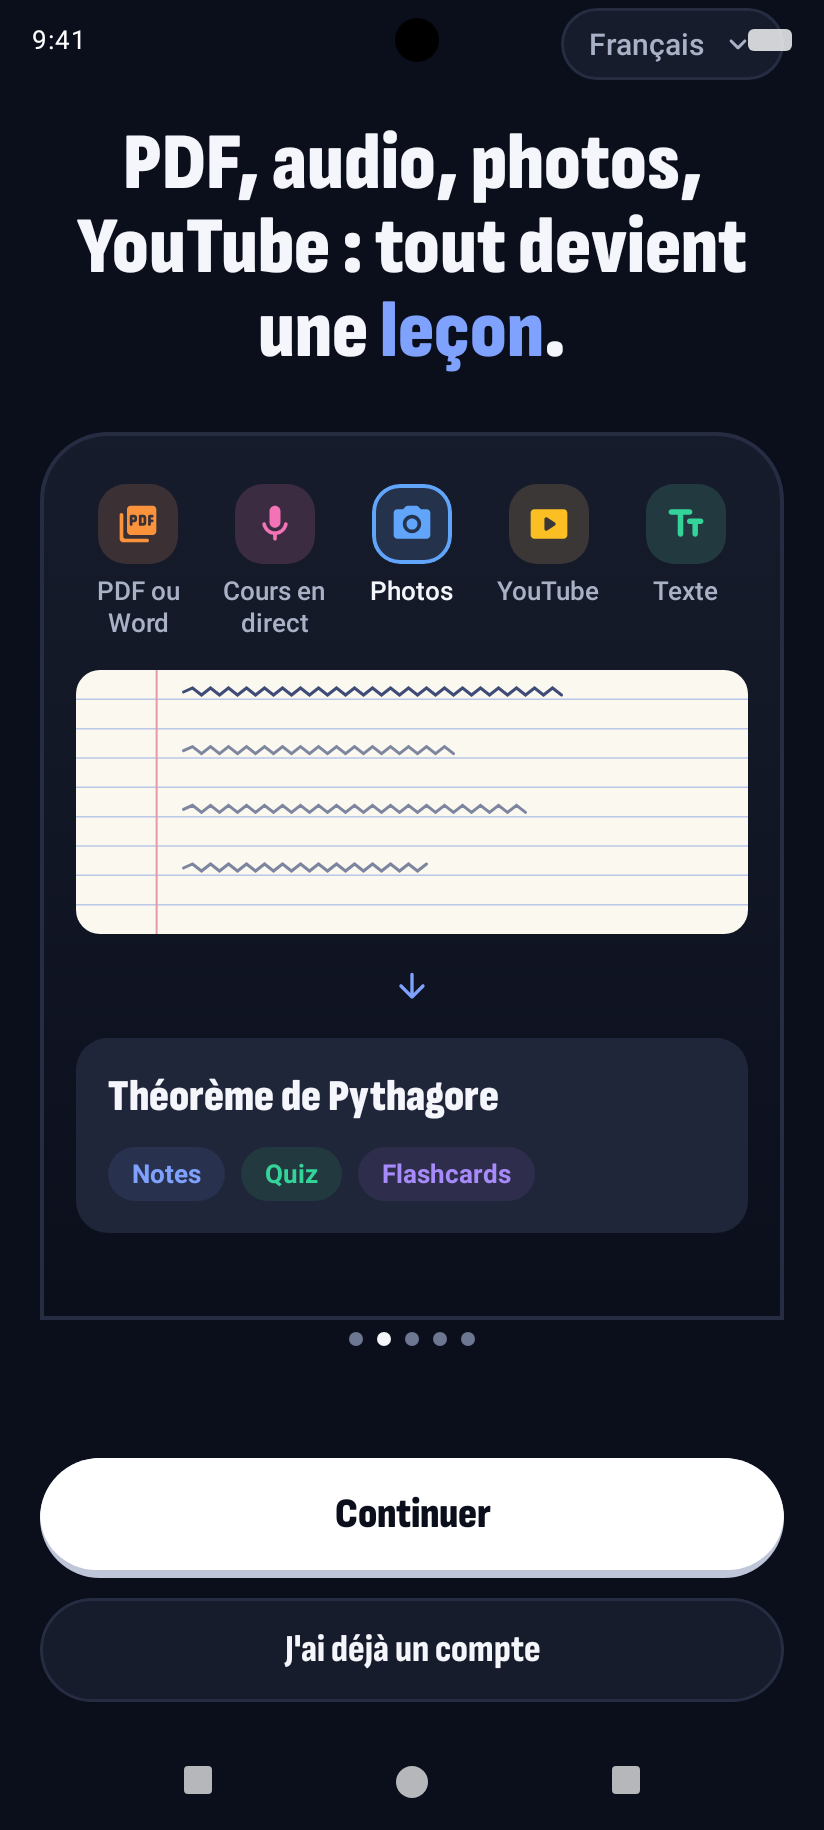 9:41
Français
PDF, audio, photos,
YouTube : tout devient
une leçon.
PDF
PDF ou
Word
Cours en
direct
Photos
YouTube
Tt
Texte
Théorème de Pythagore
Notes
Quiz
Flashcards
Continuer
J'ai déjà un compte